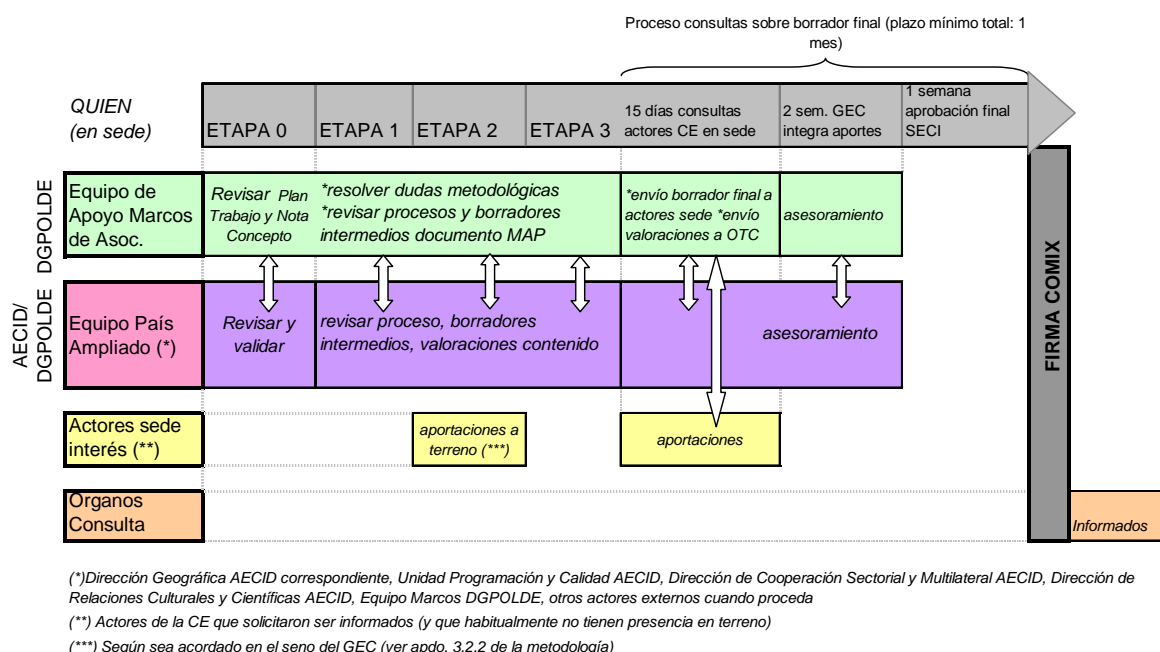 Proceso consultas sobre borrador final (plazo mínimo total: 1
mes)
QUIEN
(en sede)
ETAPA 0
ETAPA 1
ETAPA 2
ETAPA 3
15 días consultas
actores CE en sede
2 sem. GEC
integra aportes
1 semana
aprobación final
SECI
DGPOLDE
Equipo de
Apoyo Marcos
de Asoc.
Revisar Plan
Trabajo y Nota
Concepto
*resolver dudas metodológicas
*revisar procesos y borradores
intermedios documento MAP
*envío borrador final a
actores sede *envío
valoraciones a OTC
asesoramiento
AECID/
DGPOLDE
Equipo País
Ampliado (*)
Revisar y
validar
revisar proceso, borradores
intermedios, valoraciones contenido
asesoramiento
FIRMA COMIX
Actores sede
interés (**)
aportaciones a
terreno (***)
aportaciones
Organos
Consulta
Informados
(*)Dirección Geográfica AECID correspondiente, Unidad Programación y Calidad AECID, Dirección de Cooperación Sectorial y Multilateral AECID, Dirección de
Relaciones Culturales y Científicas AECID, Equipo Marcos DGPOLDE, otros actores externos cuando proceda
(**) Actores de la CE que solicitaron ser informados (y que habitualmente no tienen presencia en terreno)
(***) Según sea acordado en el seno del GEC (ver apdo. 3.2.2 de la metodología)